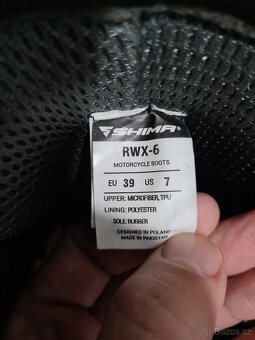 SHIMA
RWX-6
MOTORCYCLE BOOTS
EU 39 US 7
UPPER: MICROFIBER, TPU
LINING: POLYESTER
SOLE: RUBBER
DESIGNED IN POLAND
MADE IN PAKISTAN
sbazos.cz